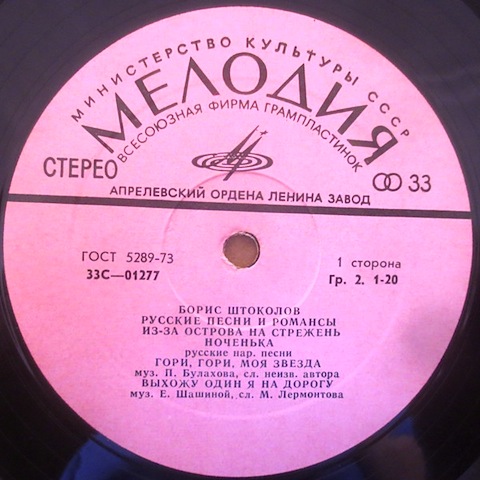 МИНИСТЕРСТВО КУЛЬТУРЫ СССР
МЕЛОДИЯ
ВСЕСОЮЗНАЯ ФИРМА ГРАМПЛАСТИНОК
СТЕРЕО
33
АПРЕЛЕВСКИЙ ОРДЕНА ЛЕНИНА ЗАВОД
ГОСТ 5289-73
1 сторона
33С—01277
Гр. 2. 1-20
БОРИС ШТОКОЛОВ
РУССКИЕ ПЕСНИ И РОМАНСЫ
ИЗ-ЗА ОСТРОВА НА СТРЕЖЕНЬ
НОЧЕНЬКА
русские нар. песни
ГОРИ, ГОРИ, МОЯ ЗВЕЗДА
муз. П. Булахова, сл. неизв. автора
ВЫХОЖУ ОДИН Я НА ДОРОГУ
муз. Е. Шашиной, сл. М. Лермонтова